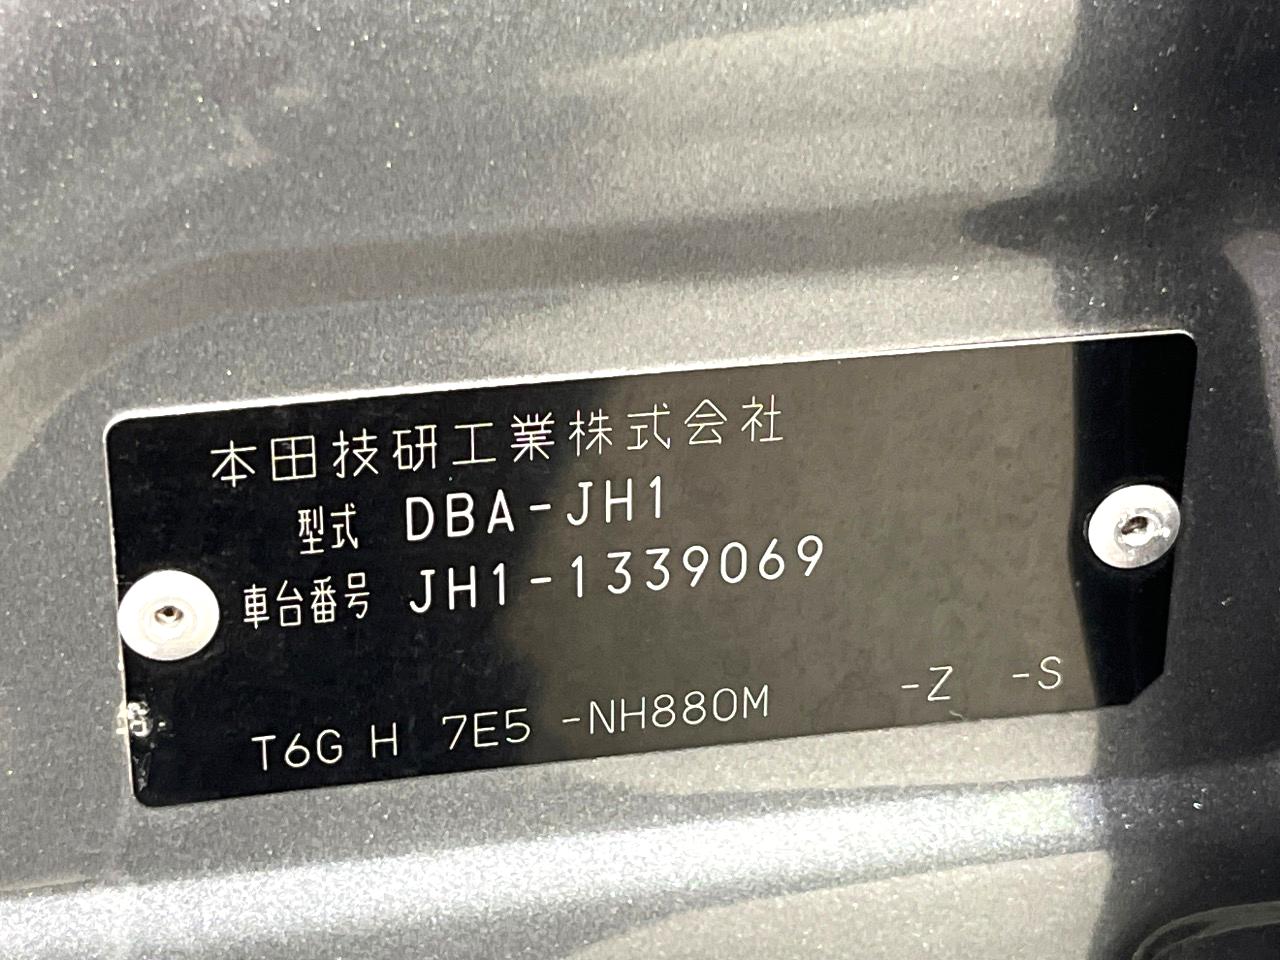 本田技研工業株式会社
型式 DBA-JH1
車台番号 JH1-1339069
T6G H 7E5 -NH880M -Z -S